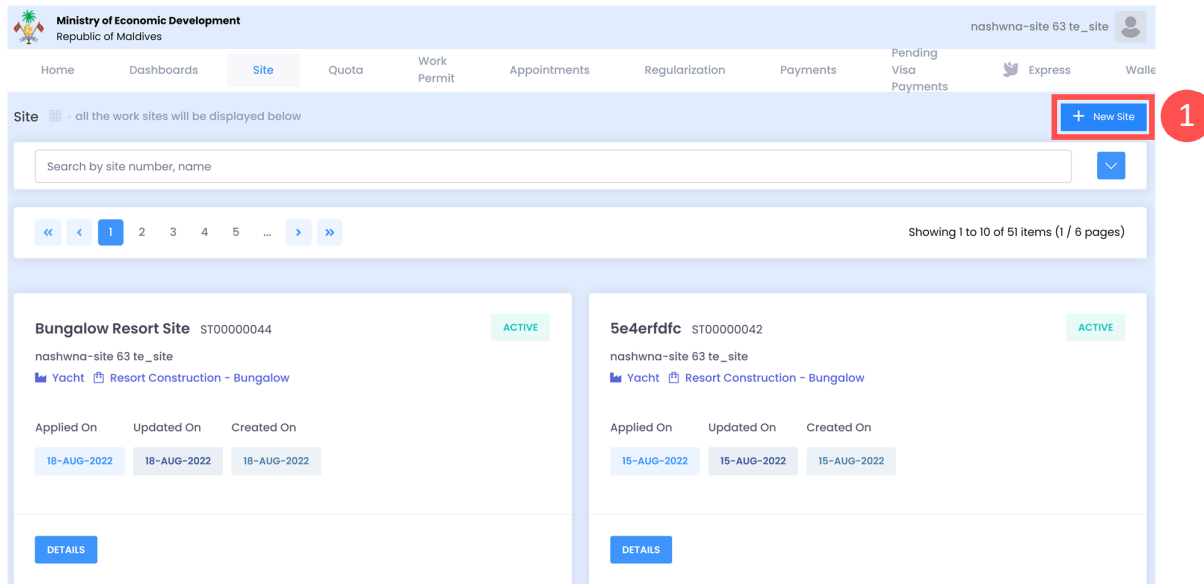 Ministry of Economic Development
Republic of Maldives
nashwna-site 63 te_site
Home Dashboards Site Quota Work Permit Appointments Regularization Payments Pending Visa Payments Express Walle
Site - all the work sites will be displayed below
+ New Site
1
Search by site number, name
« ‹ 1 2 3 4 5 ... › »
Showing 1 to 10 of 51 items (1 / 6 pages)
Bungalow Resort Site ST00000044 ACTIVE
nashwna-site 63 te_site
Yacht Resort Construction - Bungalow
Applied On Updated On Created On
18-AUG-2022 18-AUG-2022 18-AUG-2022
DETAILS
5e4erfdfc ST00000042 ACTIVE
nashwna-site 63 te_site
Yacht Resort Construction - Bungalow
Applied On Updated On Created On
15-AUG-2022 15-AUG-2022 15-AUG-2022
DETAILS